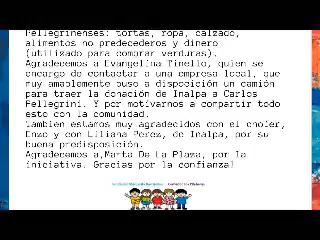 Pellegrinenses: tortas, ropa, calzado,
alimentos no predecederos y dinero
(utilizado para comprar verduras).
Agradecemos a Evangelina Tinello, quien se
encargo de contactar a una empresa local, que
muy amablemente puso a disposición un camión
para traer la donación de Inalpa a Carlos
Pellegrini. Y por motivarnos a compartir todo
esto con la comunidad.
También estamos muy agradecidos con el chofer,
Enzo y con Liliana Perez, de Inalpa, por su
buena predisposición.
Agradecemos a,Marta De La Plaza, por la
iniciativa. Gracias por la confianza!